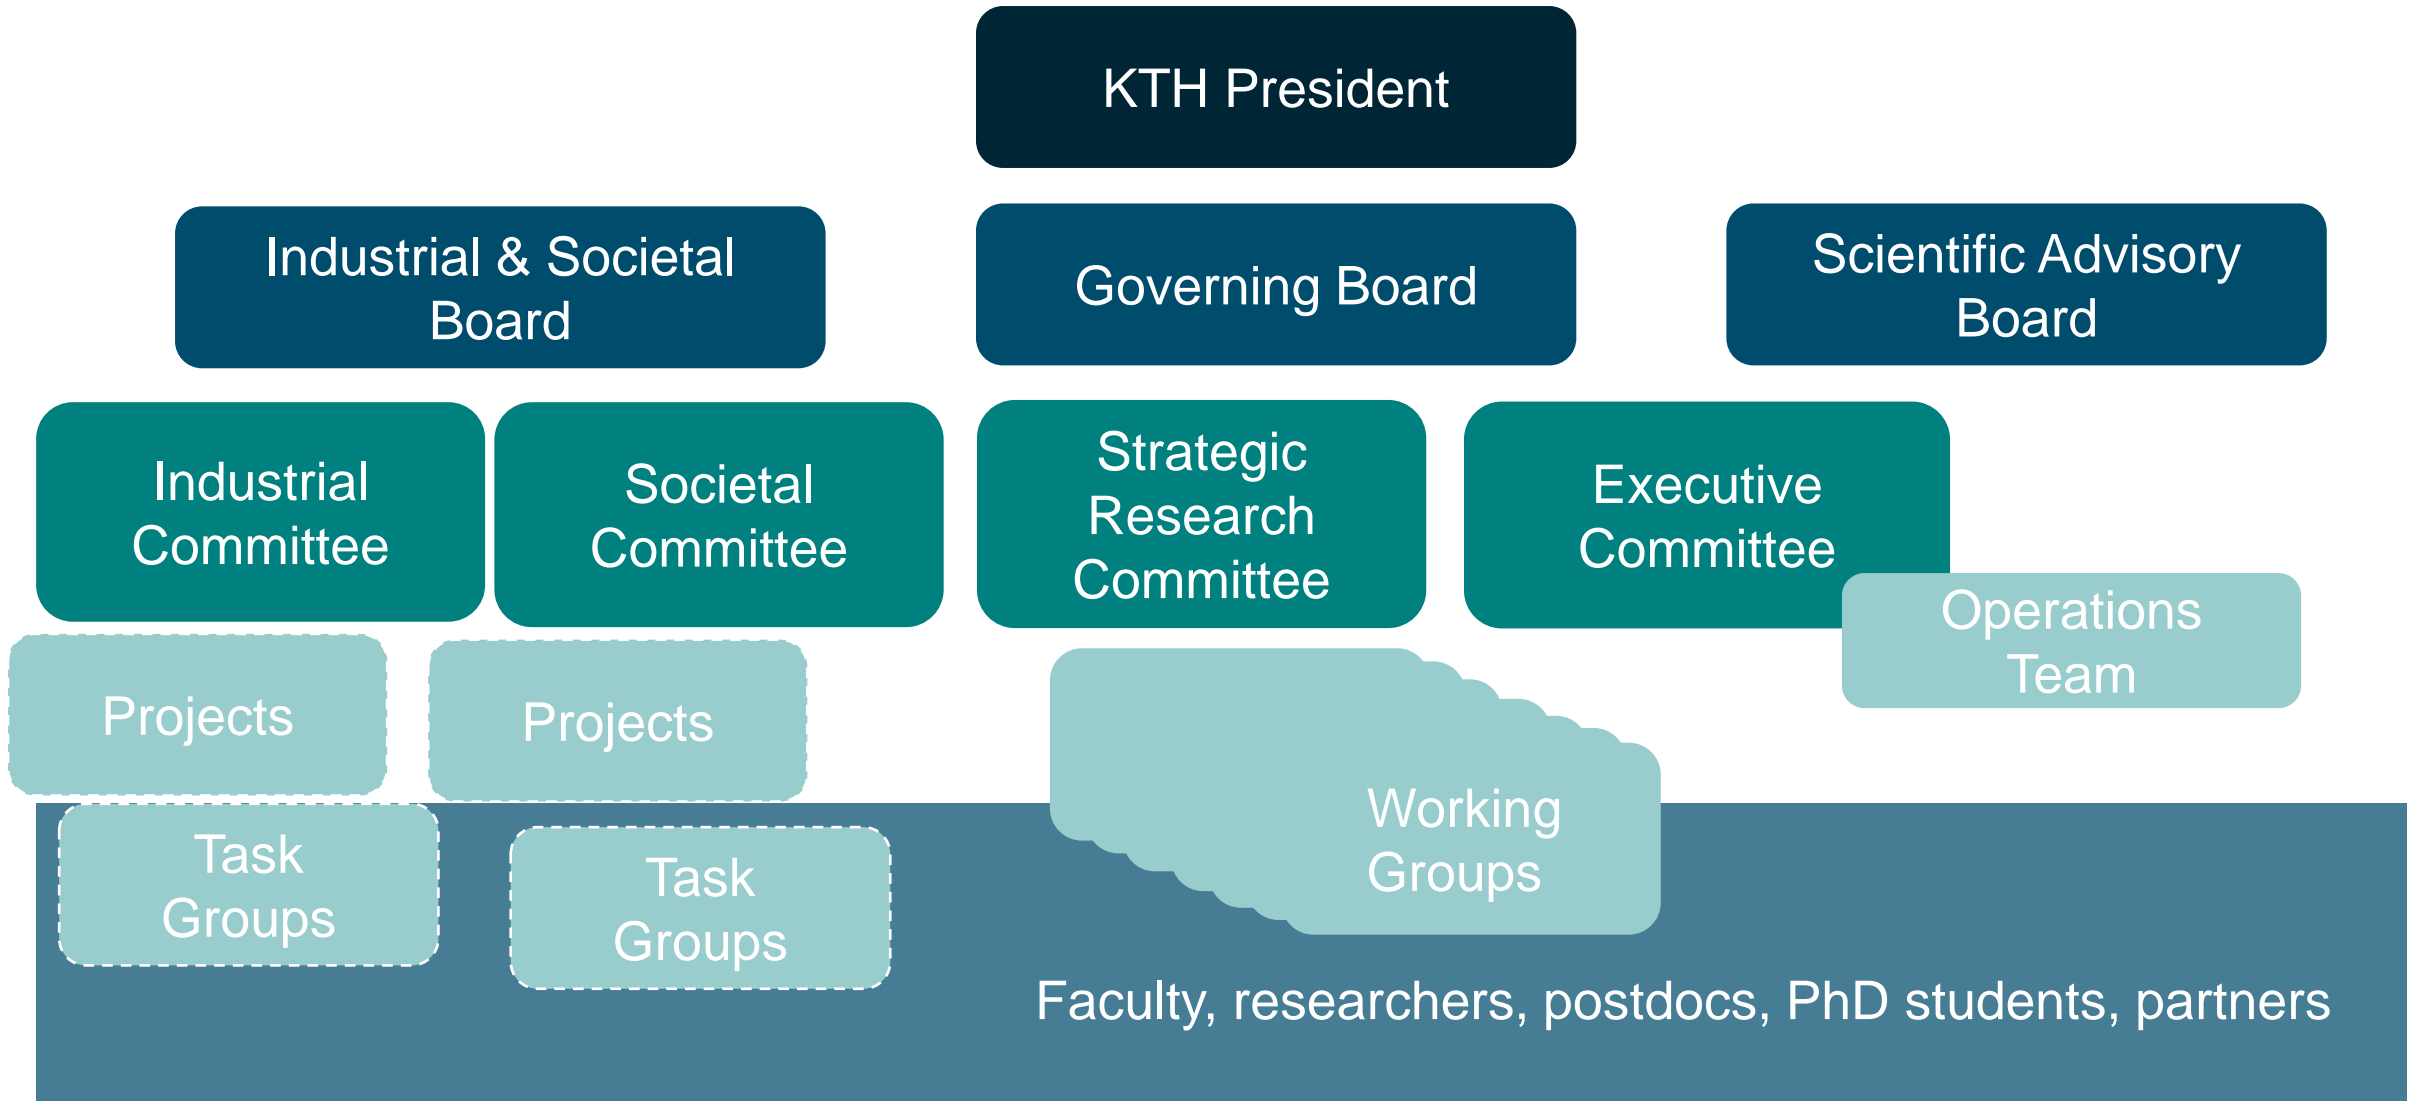 KTH President
Industrial & Societal
Board
Governing Board
Scientific Advisory
Board
Industrial
Committee
Societal
Committee
Strategic
Research
Committee
Executive
Committee
Operations
Team
Projects
Projects
Task
Groups
Task
Groups
Working
Groups
Faculty, researchers, postdocs, PhD students, partners